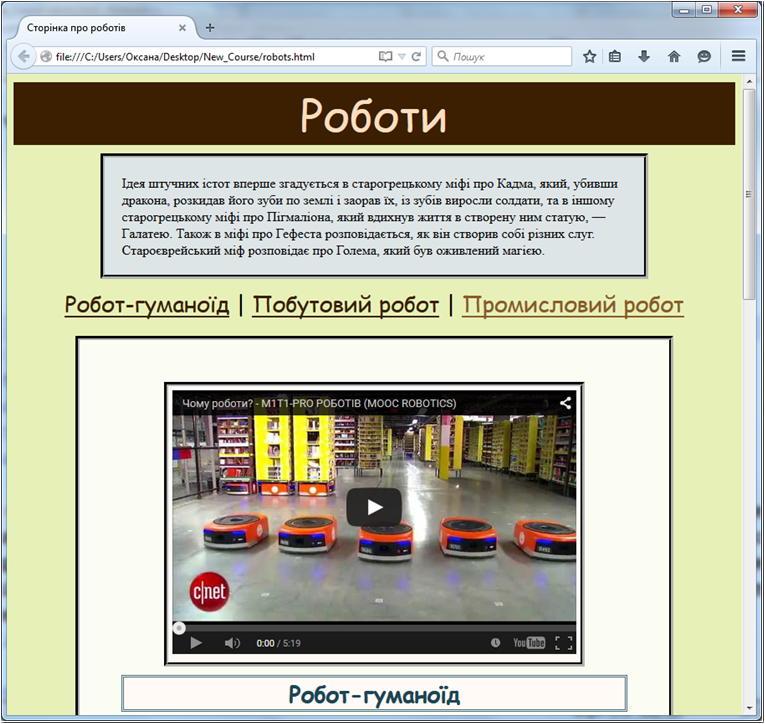 Сторінка про роботів
file:///C:/Users/Оксана/Desktop/New_Course/robots.html
Пошук
Роботи
Ідея штучних істот вперше згадується в старогрецькому міфі про Кадма, який, убивши
дракона, розкидав його зуби по землі і заорав їх, із зубів виросли солдати, та в іншому
старогрецькому міфі про Пігмаліона, який вдихнув життя в створену ним статую, —
Галатею. Також в міфі про Гефеста розповідається, як він створив собі різних слуг.
Староєврейський міф розповідає про Голема, який був оживлений магією.
Робот-гуманоїд | Побутовий робот | Промисловий робот
Чому роботи? - M1T1-PRO РОБОТІВ (MOOC ROBOTICS)
c|net
0:00 / 5:19
YouTube
Робот-гуманоїд